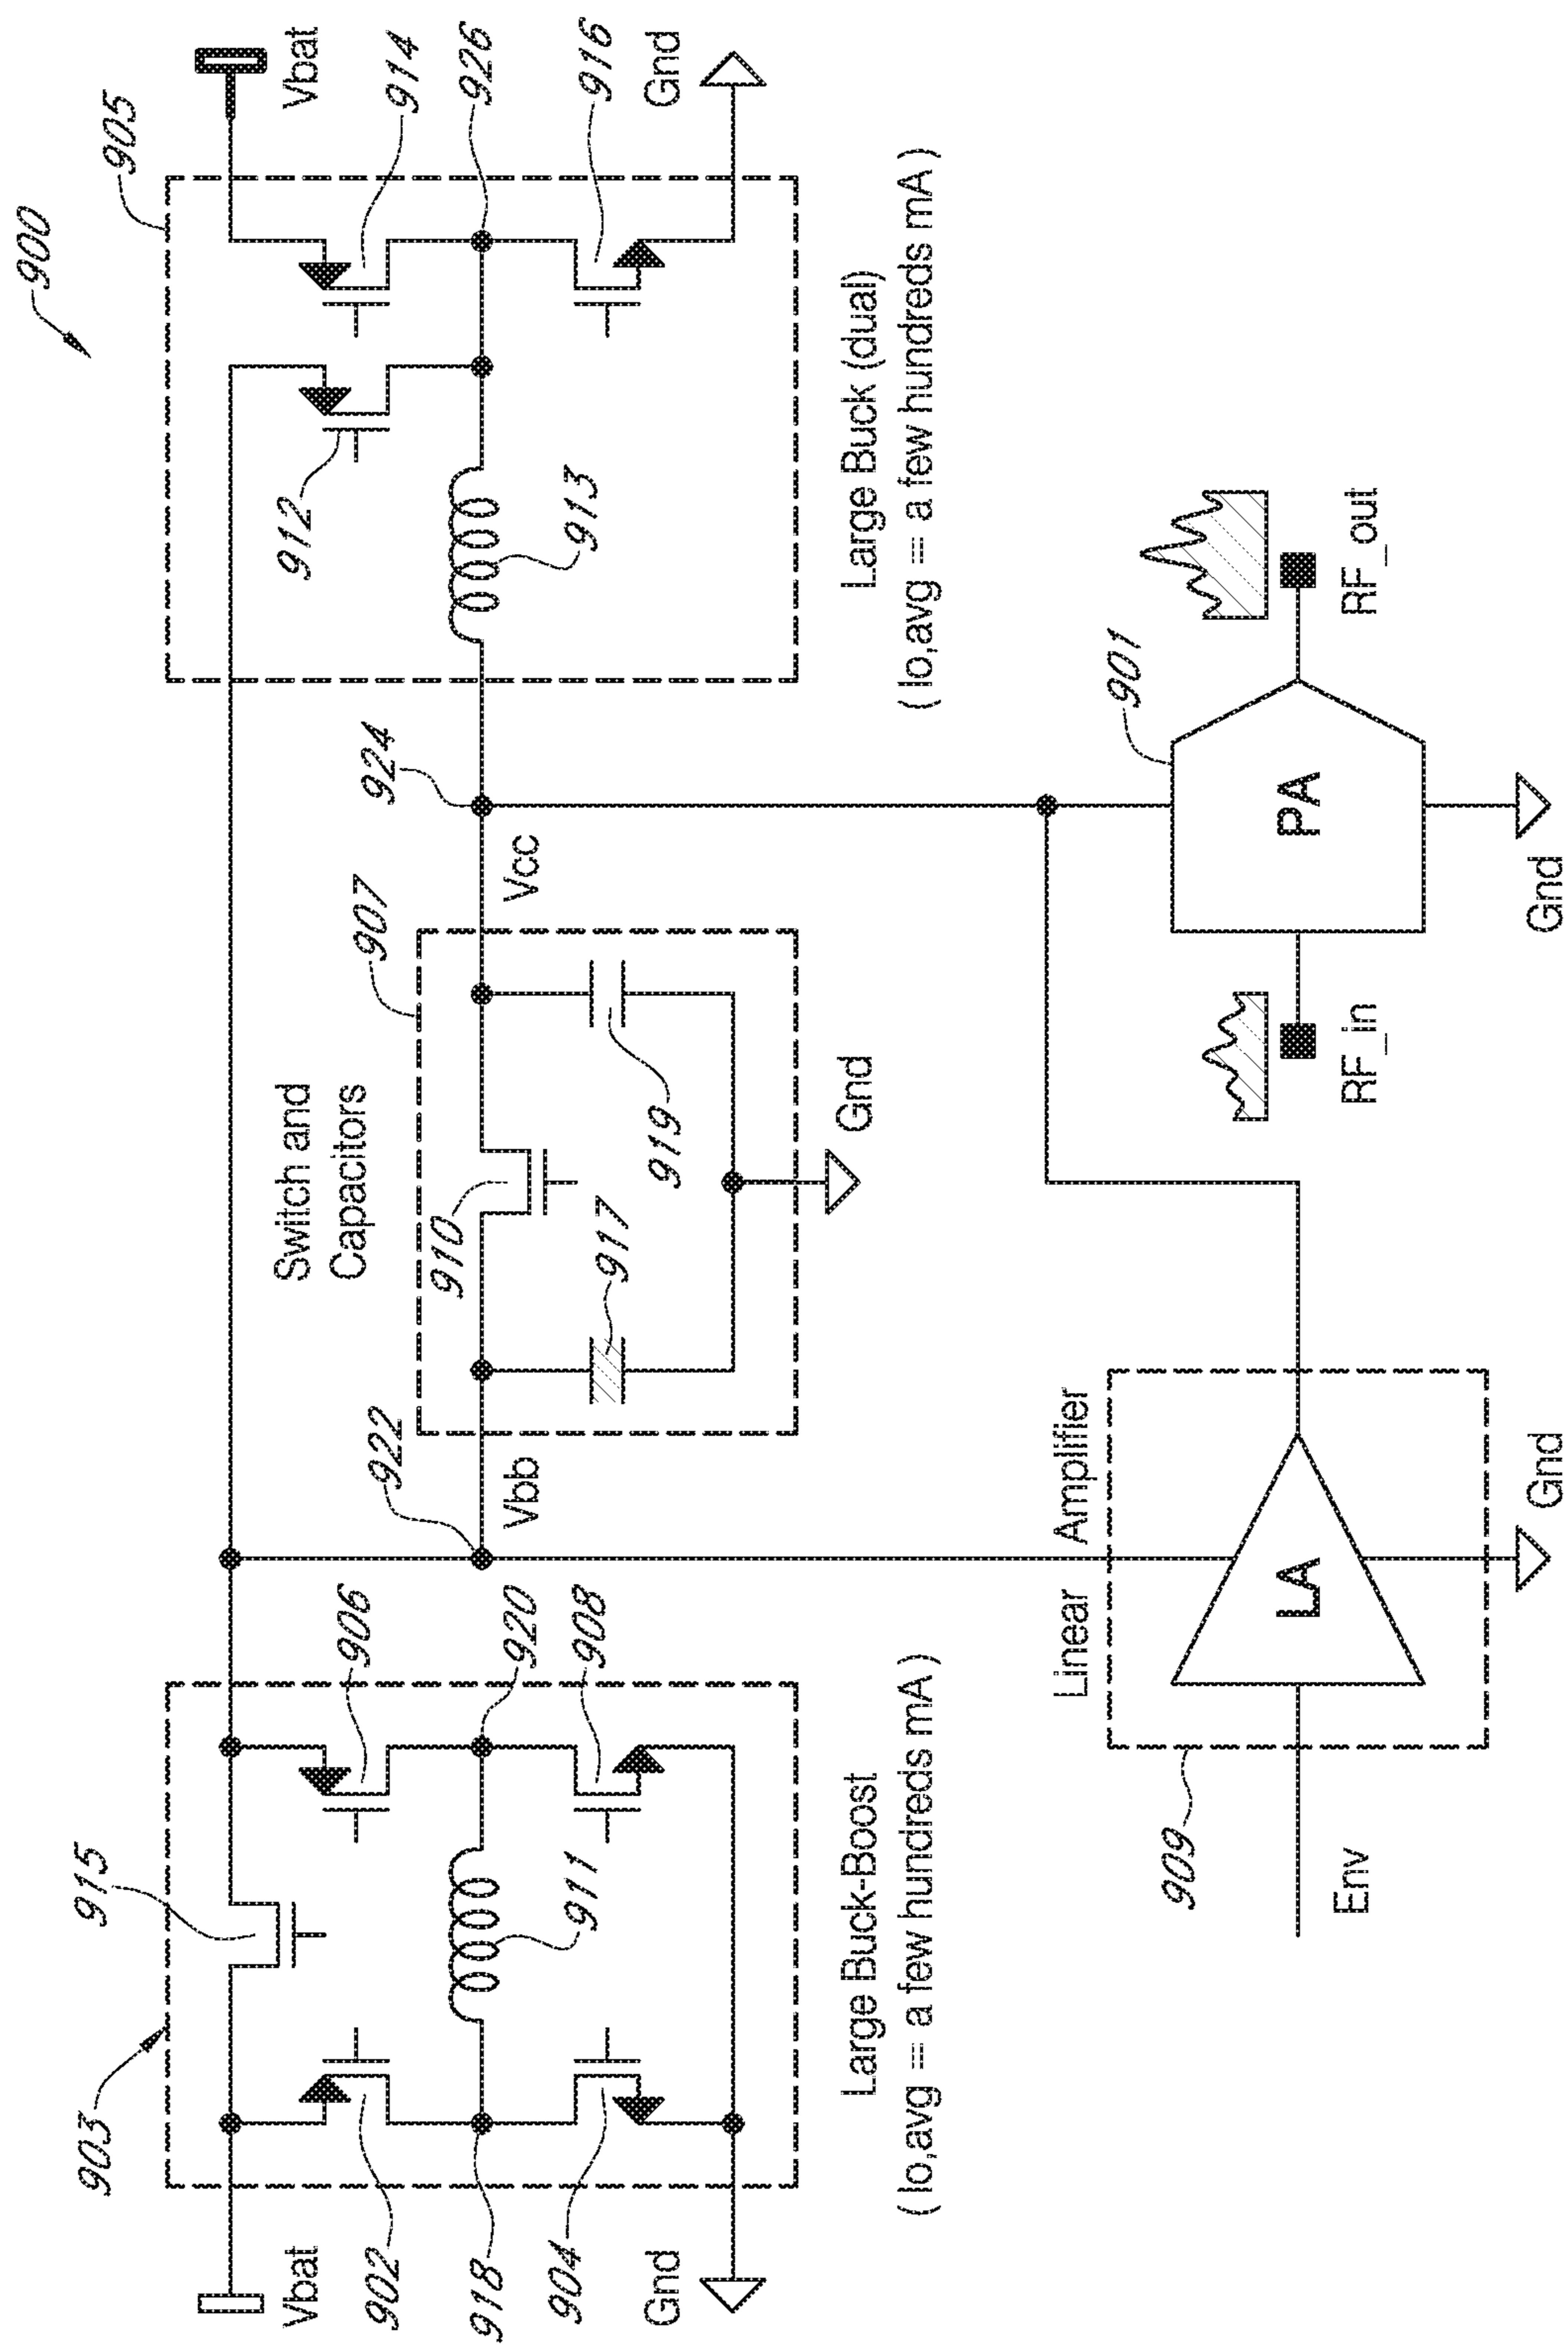 900
903
915
905
Vbat
902
906
918
920
911
904
908
Gnd
Large Buck-Boost
( Io,avg = a few hundreds mA )
922
Vbb
Switch and
Capacitors
907
910
917
919
Gnd
924
Vcc
912
913
Vbat
914
926
916
Gnd
Large Buck (dual)
( Io,avg = a few hundreds mA )
Linear Amplifier
909
LA
Env
Gnd
901
PA
RF_in
RF_out
Gnd